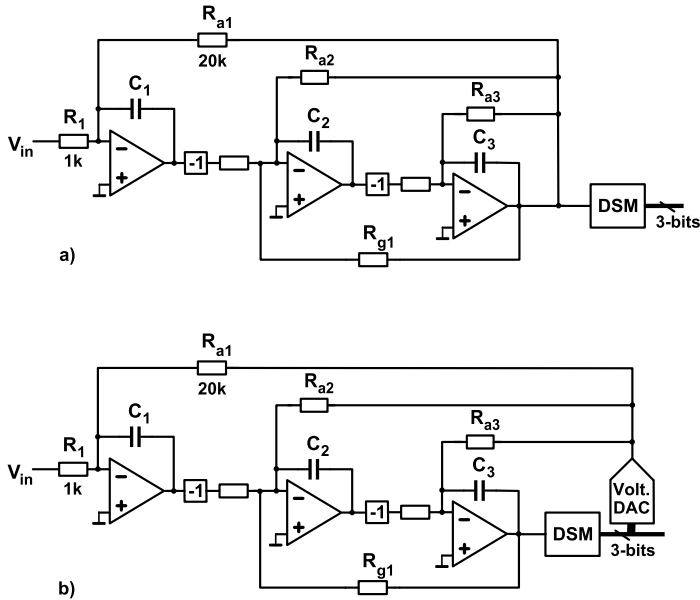 Ra1
20k
Ra2
C1
R1
Ra3
C2
Vin
C3
1k
−
+
-1
−
+
-1
−
+
DSM
3-bits
Rg1
a)
Ra1
20k
Ra2
C1
R1
Ra3
C2
Vin
C3
1k
−
+
-1
−
+
-1
−
+
Volt.
DAC
DSM
3-bits
Rg1
b)